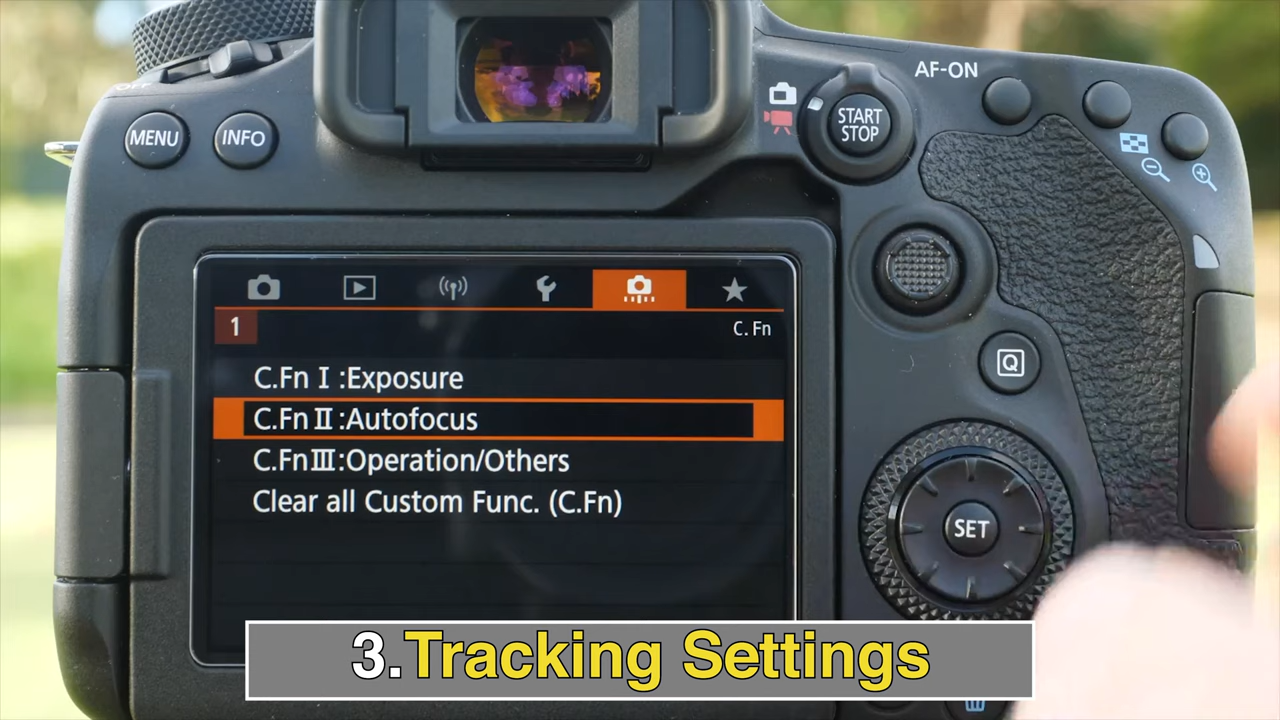 AF-ON
OFF
MENU
INFO
START
STOP
1
C.Fn
C.Fn I :Exposure
C.Fn II :Autofocus
C.Fn III:Operation/Others
Clear all Custom Func. (C.Fn)
Q
SET
3.Tracking Settings